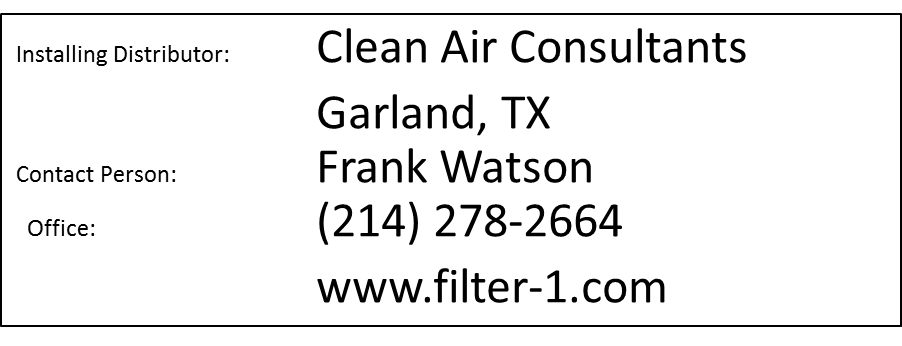 Installing Distributor: Clean Air Consultants
Garland, TX
Contact Person: Frank Watson
Office: (214) 278-2664
www.filter-1.com